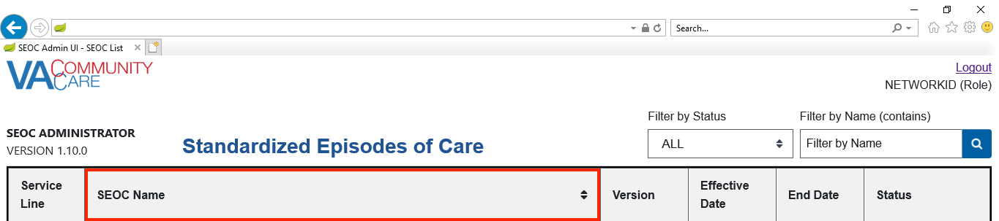 Search...
SEOC Admin UI - SEOC List
VA COMMUNITY CARE
Logout
NETWORKID (Role)
Filter by Status
Filter by Name (contains)
SEOC ADMINISTRATOR
VERSION 1.10.0
Standardized Episodes of Care
ALL
Filter by Name
Service
Line
SEOC Name
Version
Effective
Date
End Date
Status